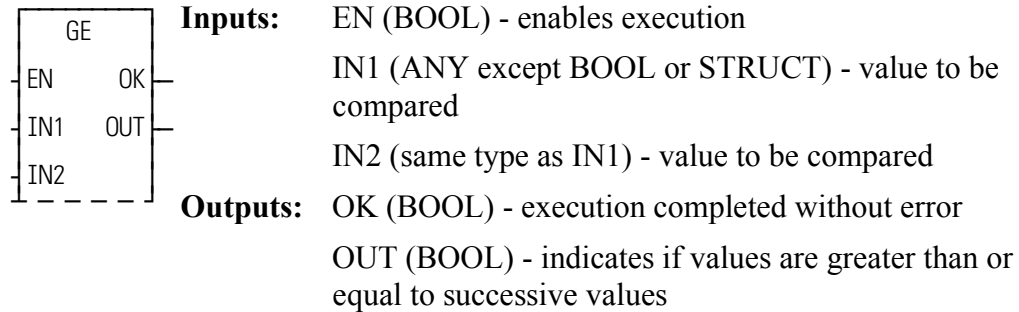 GE
EN OK
IN1 OUT
IN2
Inputs: EN (BOOL) - enables execution
IN1 (ANY except BOOL or STRUCT) - value to be
compared
IN2 (same type as IN1) - value to be compared
Outputs: OK (BOOL) - execution completed without error
OUT (BOOL) - indicates if values are greater than or
equal to successive values